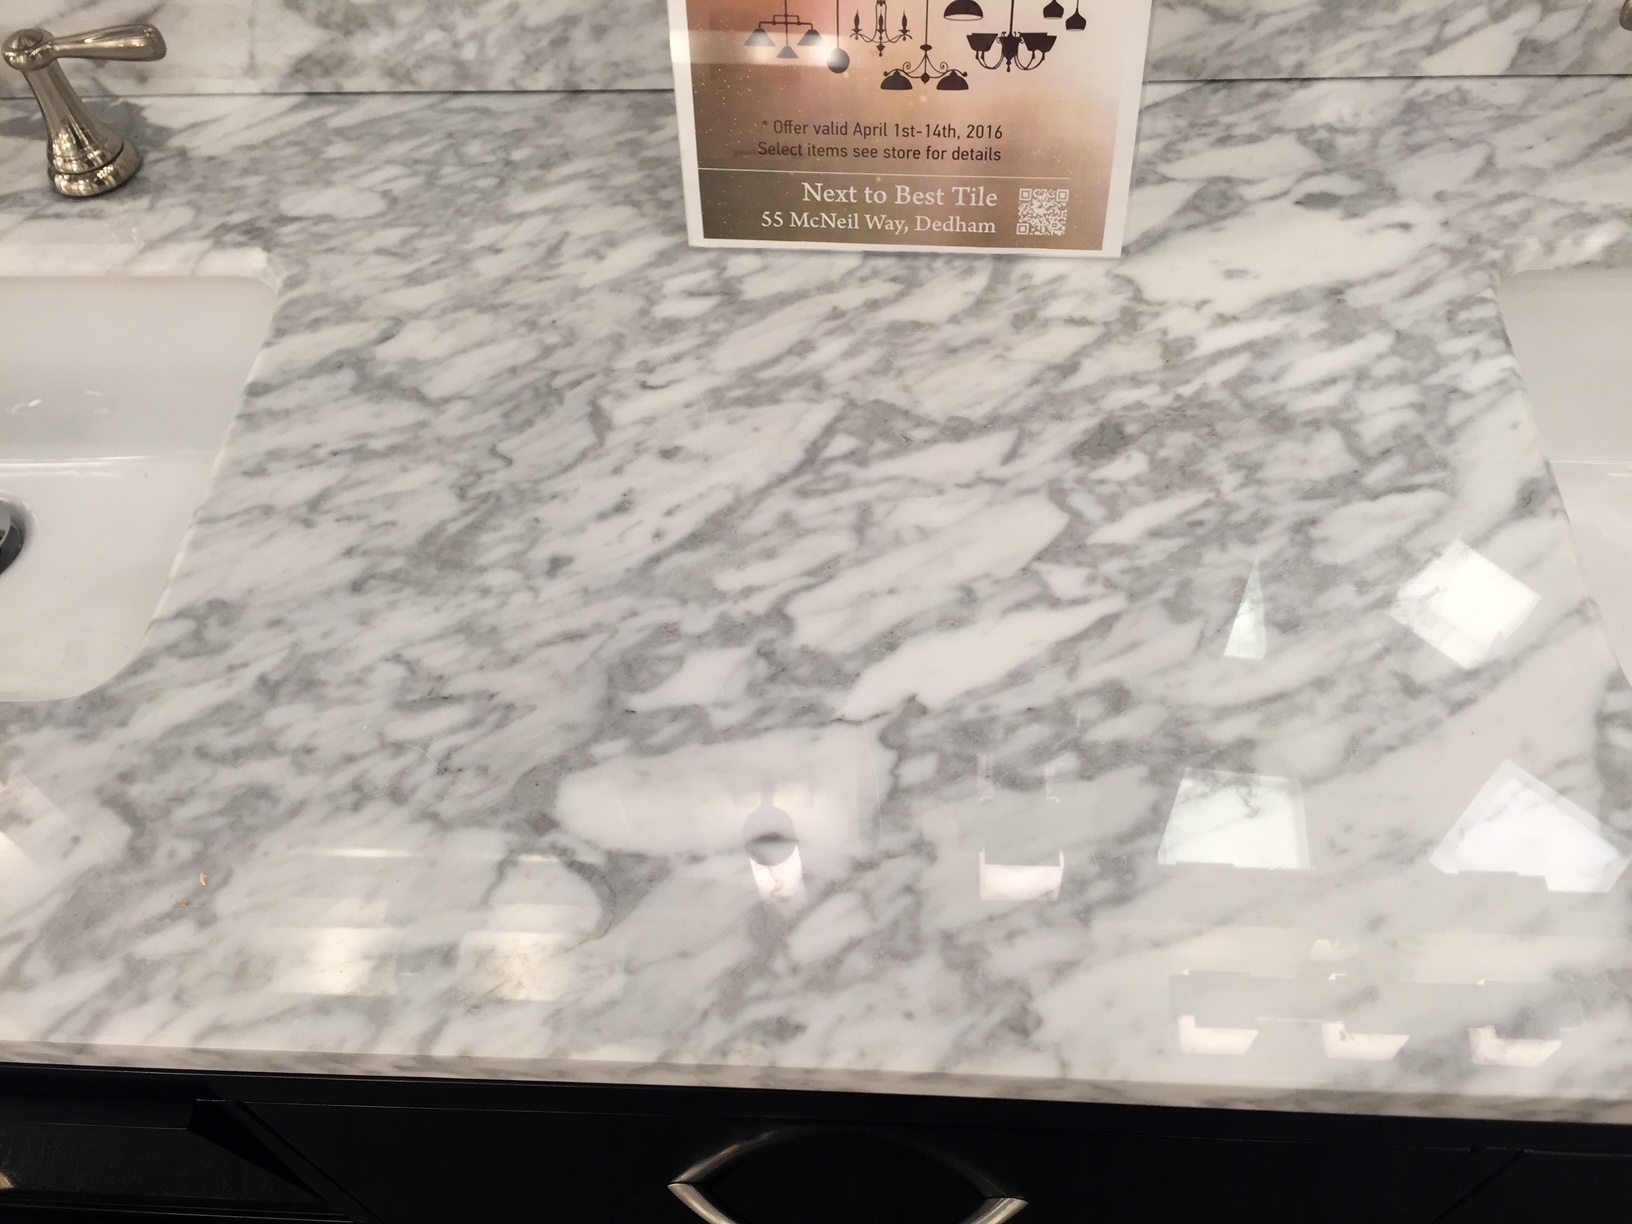 * Offer valid April 1st-14th, 2016
Select items see store for details
Next to Best Tile
55 McNeil Way, Dedham